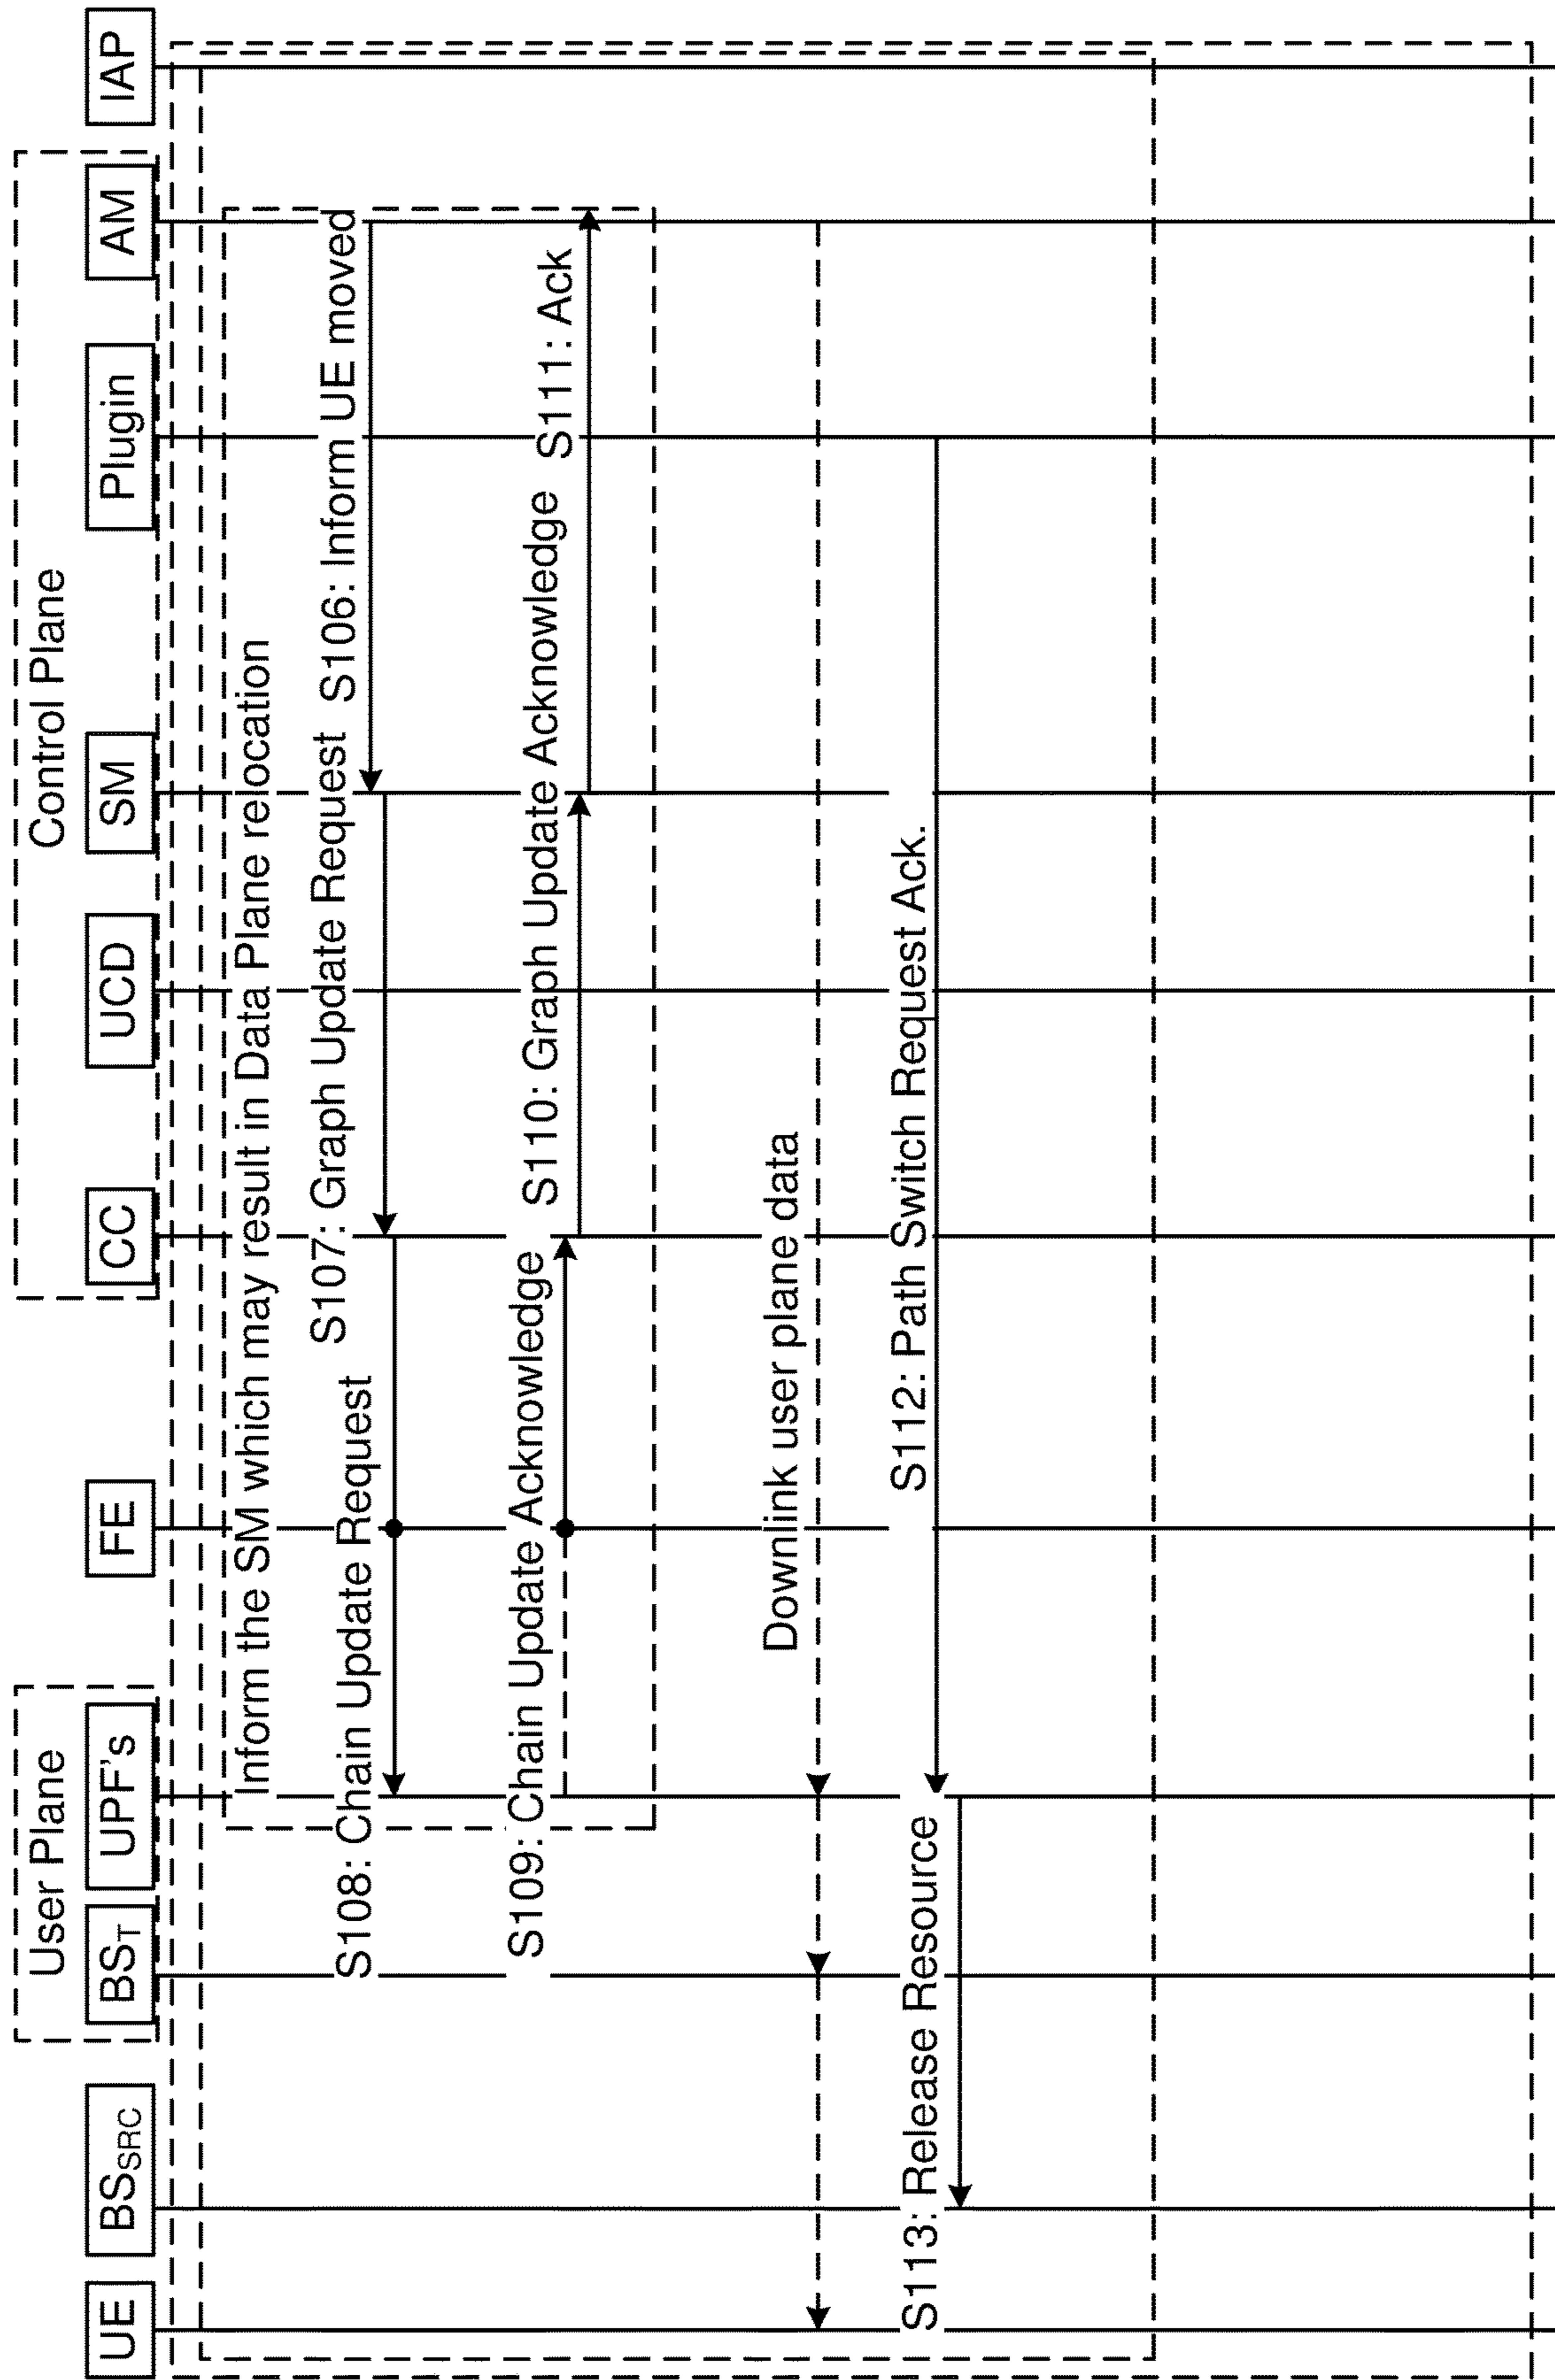 User Plane
Control Plane
UE
BSSRC
BST
UPF's
FE
CC
UCD
SM
Plugin
AM
IAP
Inform the SM which may result in Data Plane relocation
S106: Inform UE moved
S107: Graph Update Request
S108: Chain Update Request
S109: Chain Update Acknowledge
S110: Graph Update Acknowledge
S111: Ack
Downlink user plane data
S112: Path Switch Request Ack.
S113: Release Resource